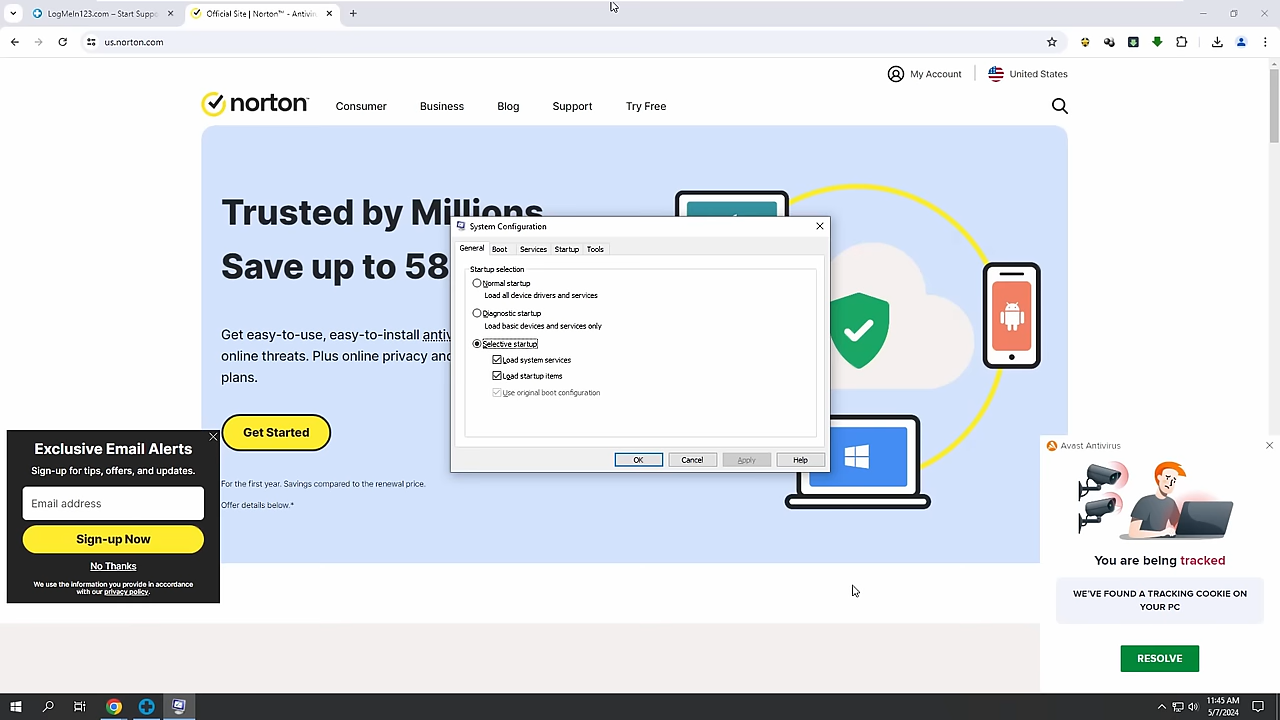 LogMeIn123.com – Start Suppo
Official Site | Norton™ - Antivir
us.norton.com
My Account
United States
norton
Consumer
Business
Blog
Support
Try Free
Trusted by Millions
Save up to 58
Get easy-to-use, easy-to-install antiv
online threats. Plus online privacy and
plans.
Get Started
For the first year. Savings compared to the renewal price.
Offer details below.*
System Configuration
General
Boot
Services
Startup
Tools
Startup selection
Normal startup
Load all device drivers and services
Diagnostic startup
Load basic devices and services only
Selective startup
Load system services
Load startup items
Use original boot configuration
OK
Cancel
Apply
Help
Exclusive Email Alerts
Sign-up for tips, offers, and updates.
Email address
Sign-up Now
No Thanks
We use the information you provide in accordance
with our privacy policy.
Avast Antivirus
You are being tracked
WE'VE FOUND A TRACKING COOKIE ON
YOUR PC
RESOLVE
11:45 AM
5/7/2024